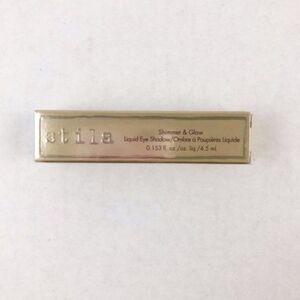 stila
Shimmer & Glow
Liquid Eye Shadow/Ombre à Paupières Liquide
0.153 fl. oz./oz. liq./4.5 ml